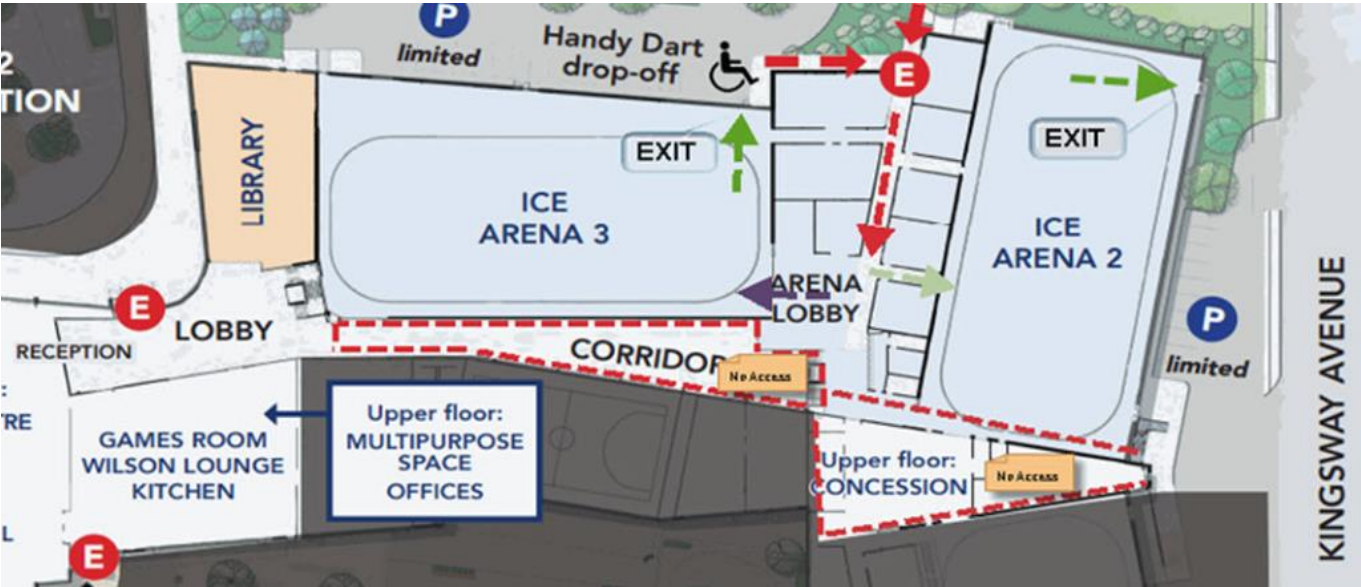 P
limited
Handy Dart
drop-off
E
2
TION
LIBRARY
EXIT
ICE
ARENA 3
EXIT
ICE
ARENA 2
ARENA
LOBBY
E
LOBBY
RECEPTION
CORRIDOR
No Access
P
limited
KINGSWAY AVENUE
:
TRE
GAMES ROOM
WILSON LOUNGE
KITCHEN
Upper floor:
MULTIPURPOSE
SPACE
OFFICES
Upper floor:
CONCESSION
No Access
L
E